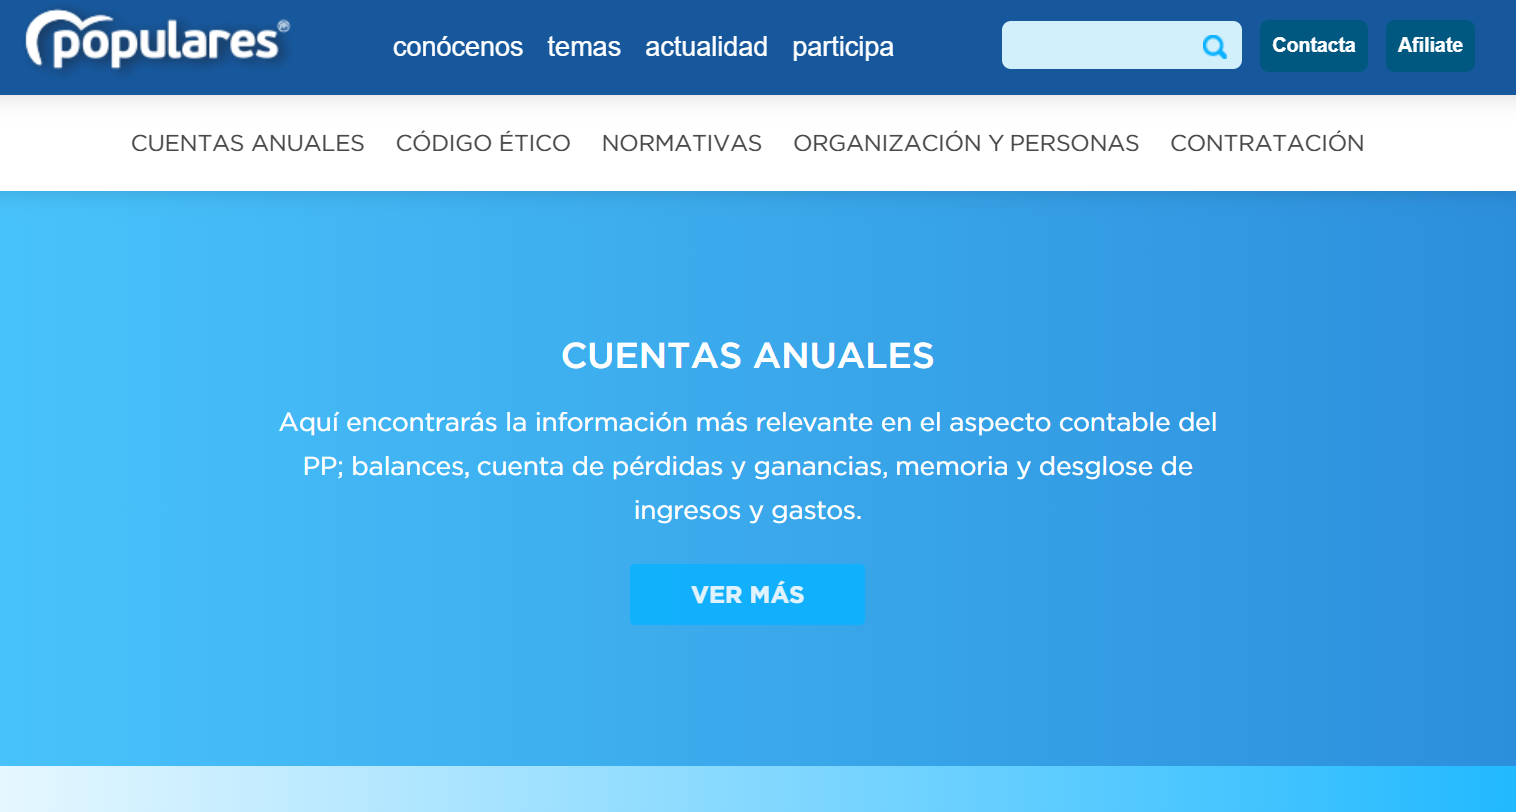 populares®
conócenos temas actualidad participa
Contacta
Afiliate
CUENTAS ANUALES CÓDIGO ÉTICO NORMATIVAS ORGANIZACIÓN Y PERSONAS CONTRATACIÓN
CUENTAS ANUALES
Aquí encontrarás la información más relevante en el aspecto contable del
PP; balances, cuenta de pérdidas y ganancias, memoria y desglose de
ingresos y gastos.
VER MÁS